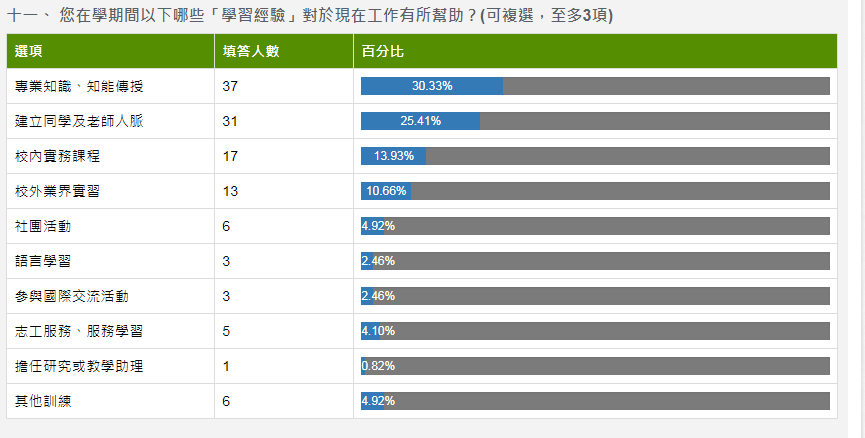 十一、 您在學期間以下哪些「學習經驗」對於現在工作有所幫助？(可複選，至多3項)
選項 填答人數 百分比
專業知識、知能傳授 37 30.33%
建立同學及老師人脈 31 25.41%
校內實務課程 17 13.93%
校外業界實習 13 10.66%
社團活動 6 4.92%
語言學習 3 2.46%
參與國際交流活動 3 2.46%
志工服務、服務學習 5 4.10%
擔任研究或教學助理 1 0.82%
其他訓練 6 4.92%